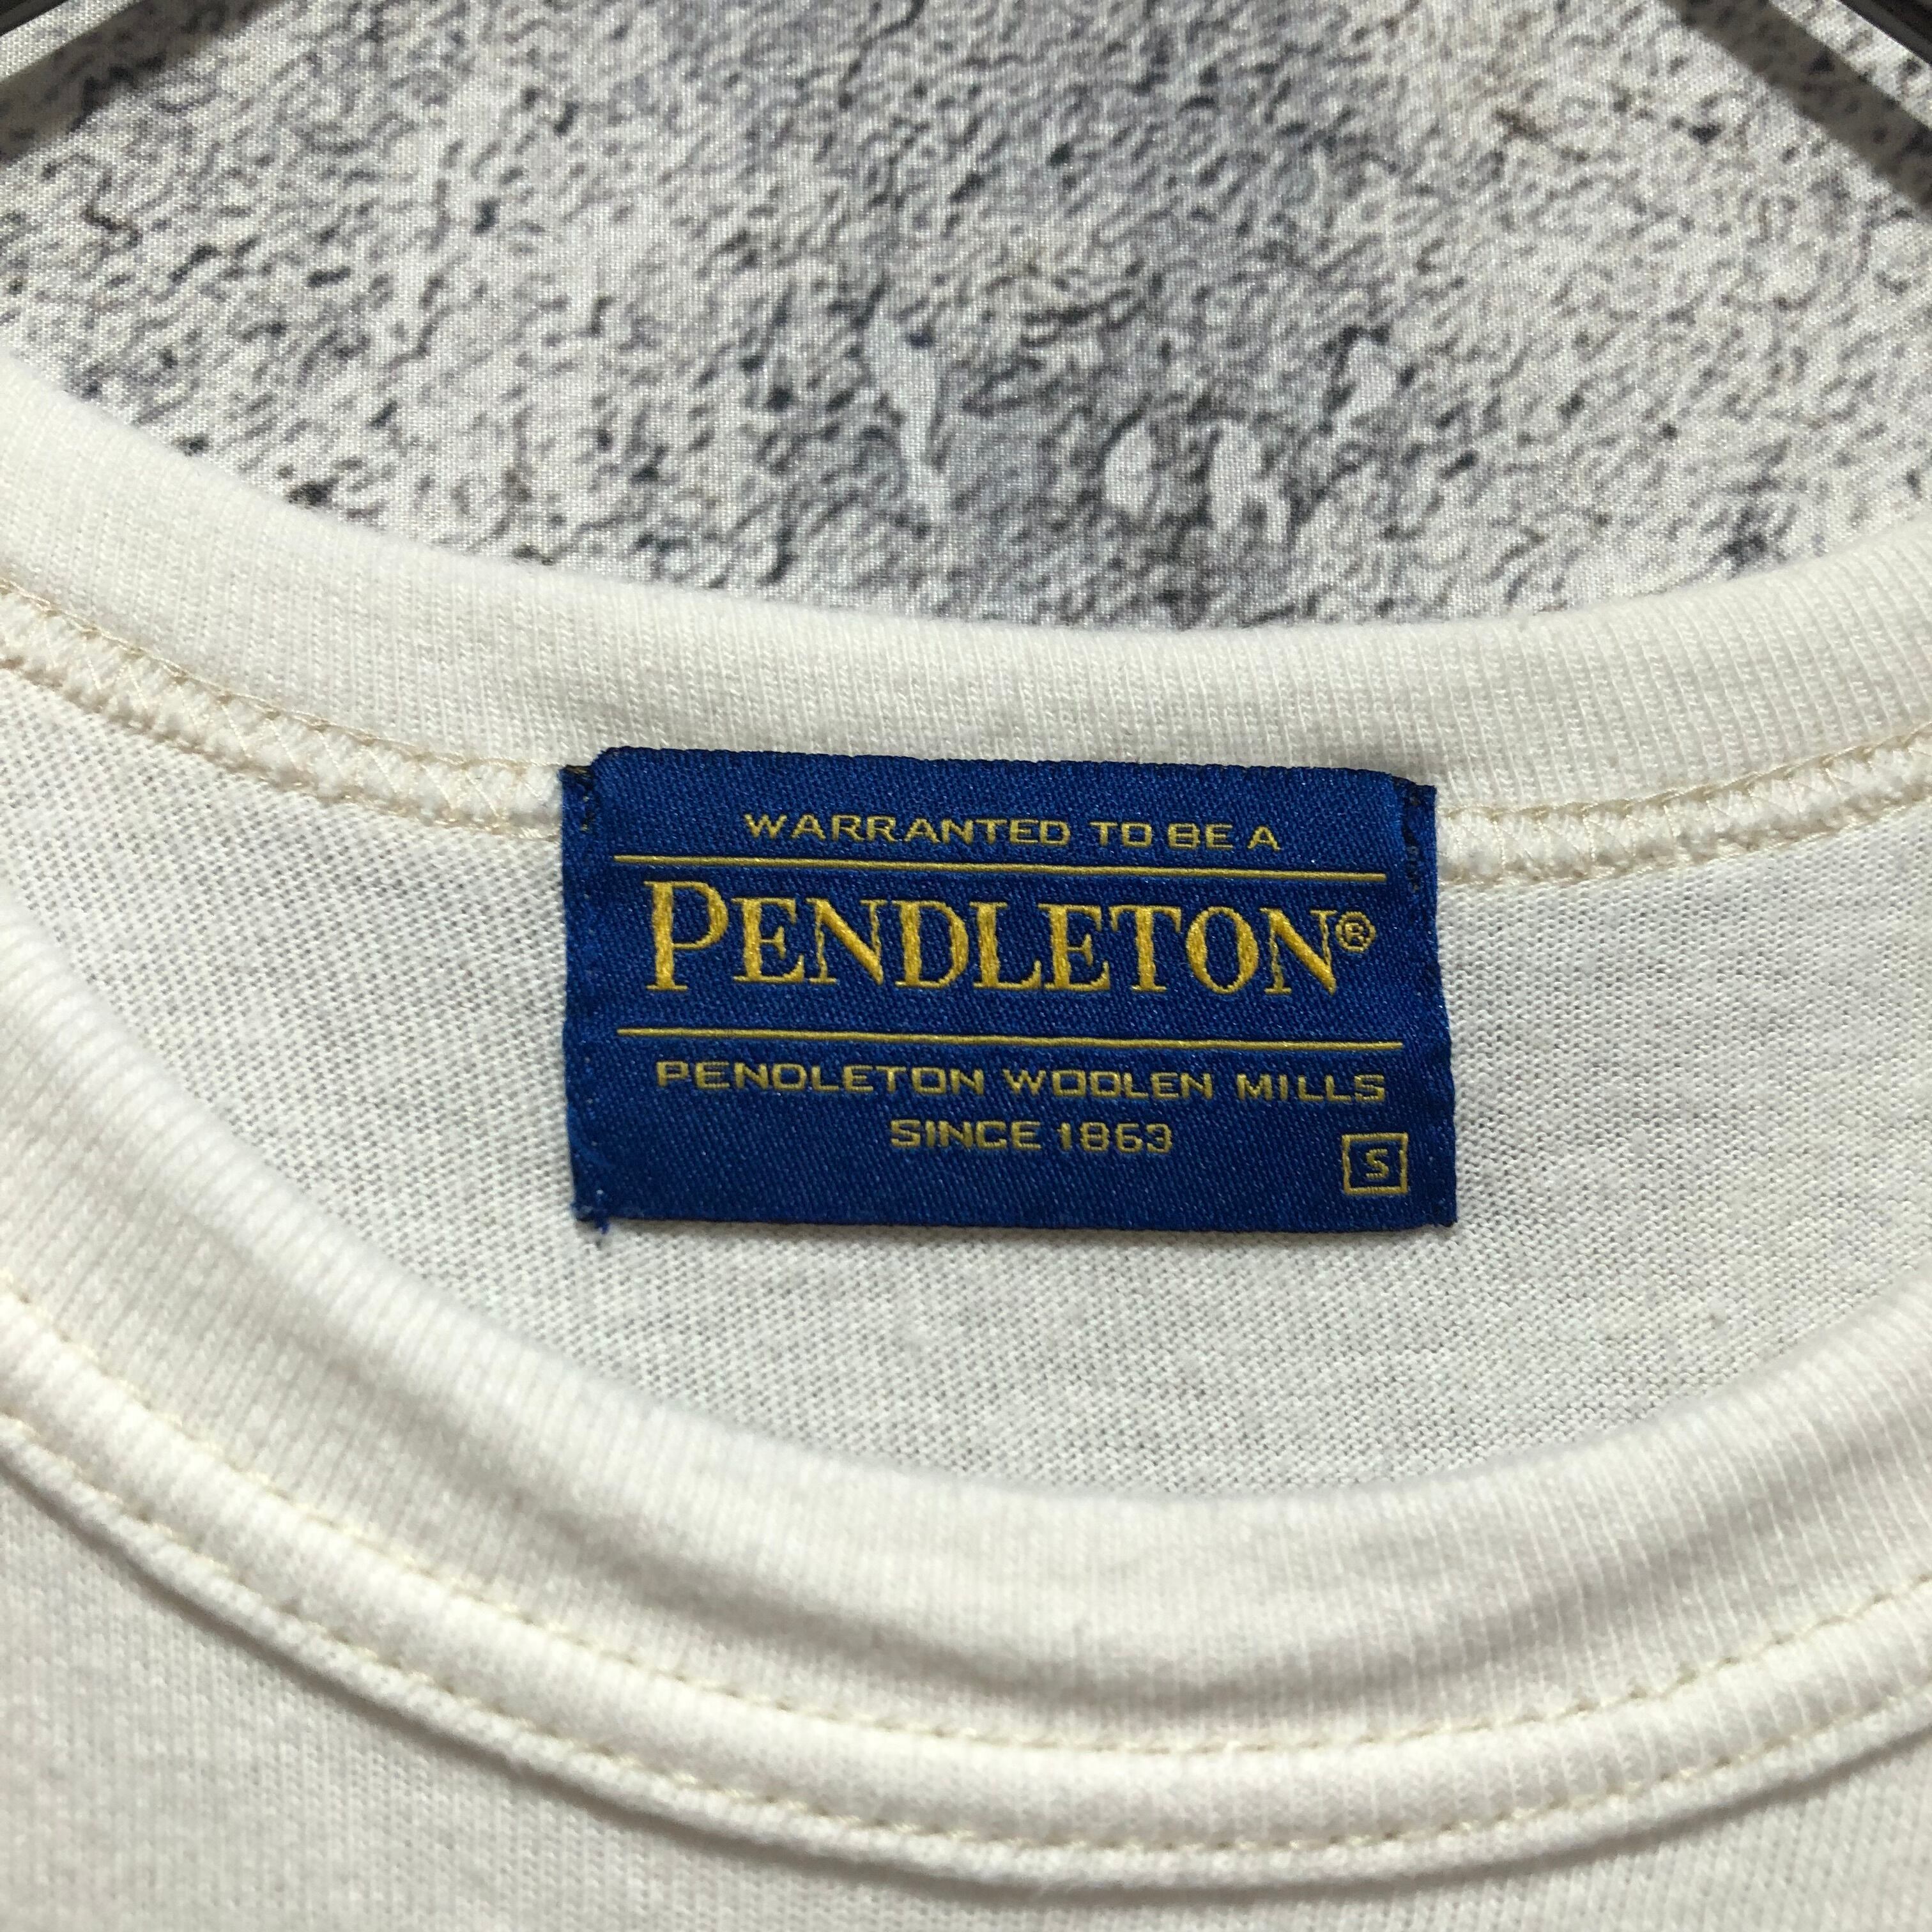 WARRANTED TO BE A
PENDLETON®
PENDLETON WOOLEN MILLS
SINCE 1863
S